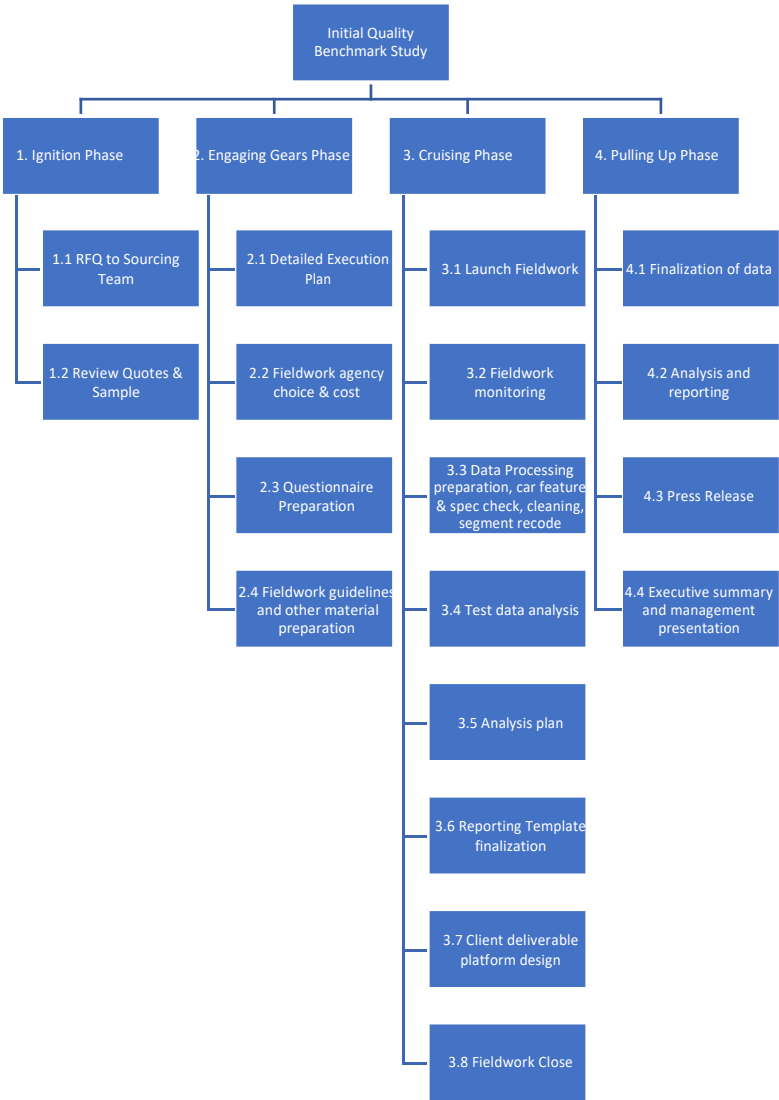 Initial Quality
Benchmark Study
1. Ignition Phase
2. Engaging Gears Phase
3. Cruising Phase
4. Pulling Up Phase
1.1 RFQ to Sourcing
Team
1.2 Review Quotes &
Sample
2.1 Detailed Execution
Plan
2.2 Fieldwork agency
choice & cost
2.3 Questionnaire
Preparation
2.4 Fieldwork guidelines
and other material
preparation
3.1 Launch Fieldwork
3.2 Fieldwork
monitoring
3.3 Data Processing
preparation, car feature
& spec check, cleaning,
segment recode
3.4 Test data analysis
3.5 Analysis plan
3.6 Reporting Template
finalization
3.7 Client deliverable
platform design
3.8 Fieldwork Close
4.1 Finalization of data
4.2 Analysis and
reporting
4.3 Press Release
4.4 Executive summary
and management
presentation